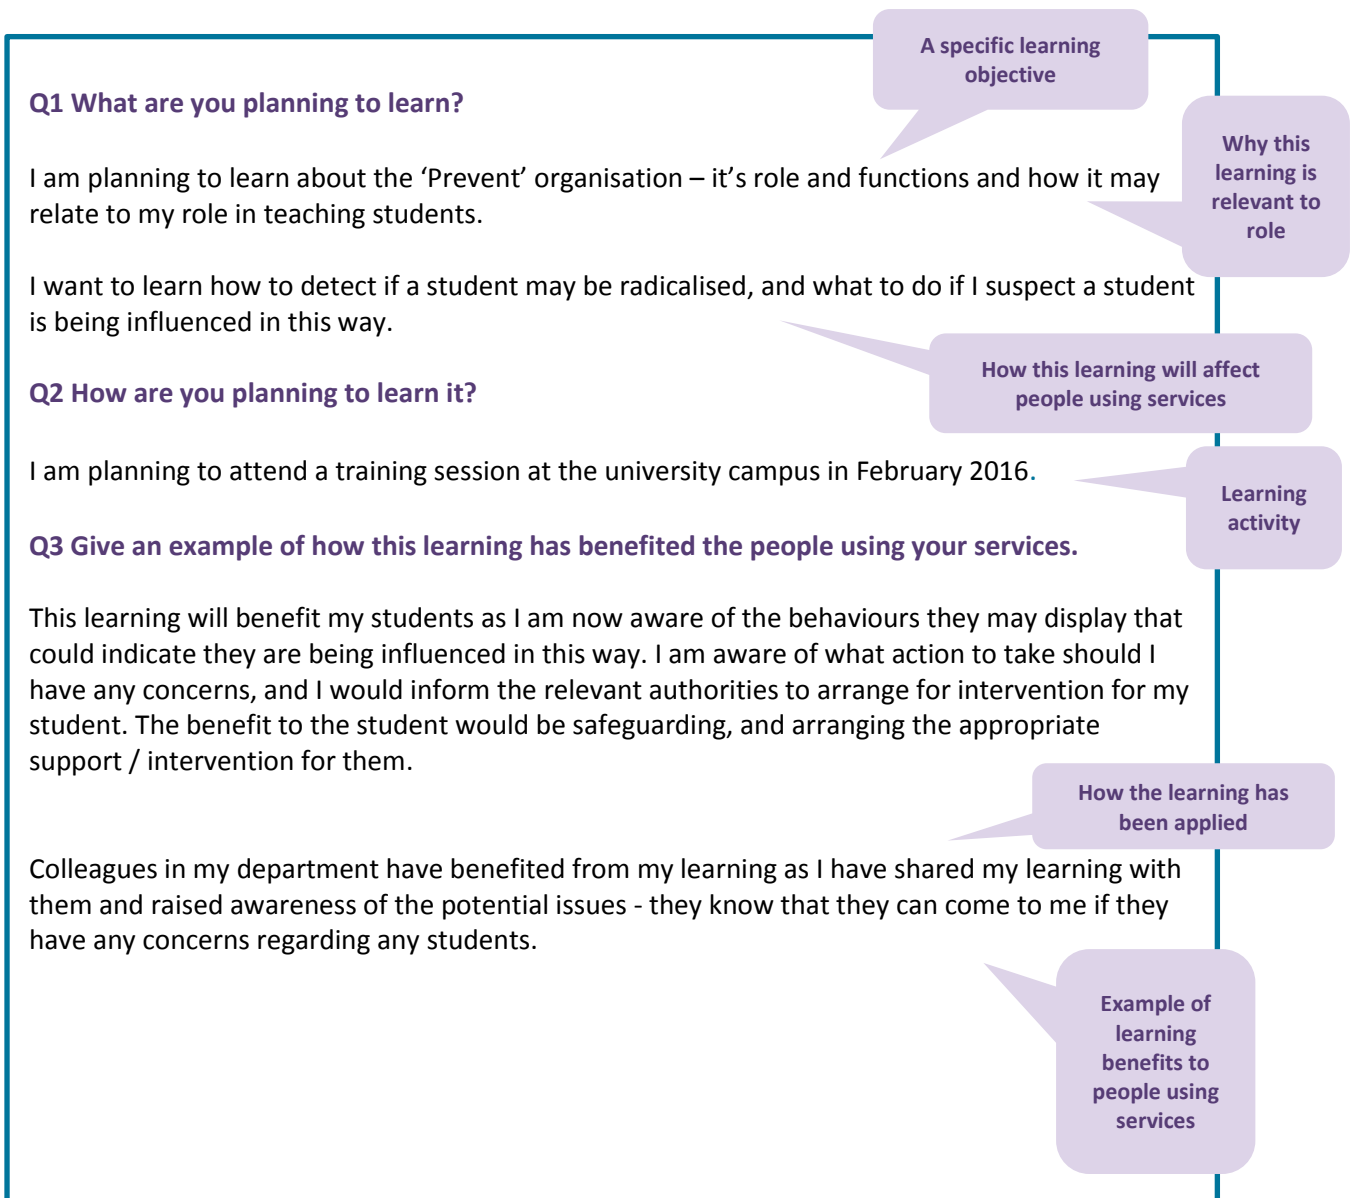 A specific learning
objective
Q1 What are you planning to learn?
Why this
learning is
relevant to
role
I am planning to learn about the ‘Prevent’ organisation – it’s role and functions and how it may
relate to my role in teaching students.
I want to learn how to detect if a student may be radicalised, and what to do if I suspect a student
is being influenced in this way.
How this learning will affect
people using services
Q2 How are you planning to learn it?
I am planning to attend a training session at the university campus in February 2016.
Learning
activity
Q3 Give an example of how this learning has benefited the people using your services.
This learning will benefit my students as I am now aware of the behaviours they may display that
could indicate they are being influenced in this way. I am aware of what action to take should I
have any concerns, and I would inform the relevant authorities to arrange for intervention for my
student. The benefit to the student would be safeguarding, and arranging the appropriate
support / intervention for them.
How the learning has
been applied
Colleagues in my department have benefited from my learning as I have shared my learning with
them and raised awareness of the potential issues - they know that they can come to me if they
have any concerns regarding any students.
Example of
learning
benefits to
people using
services